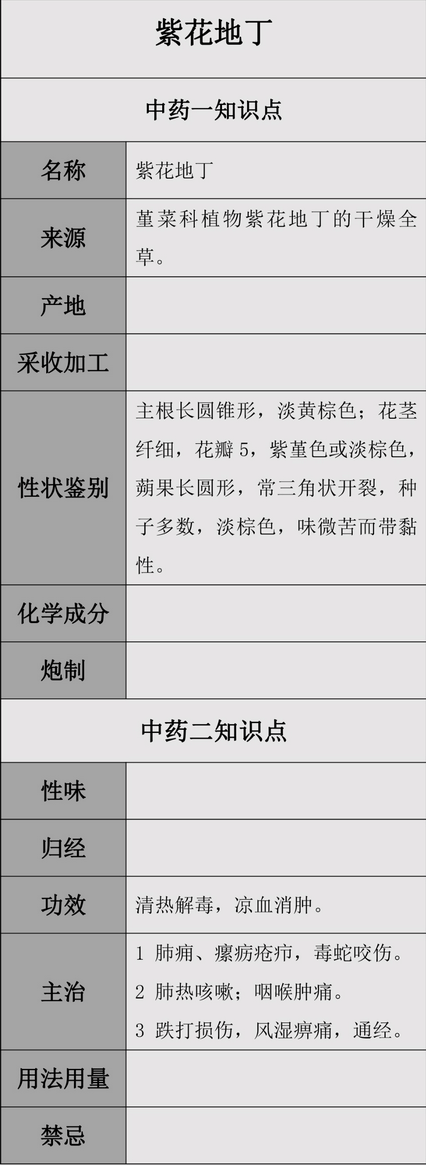 紫花地丁
中药一知识点
名称
紫花地丁
来源
堇菜科植物紫花地丁的干燥全
草。
产地
采收加工
性状鉴别
主根长圆锥形，淡黄棕色；花茎
纤细，花瓣 5，紫堇色或淡棕色，
蒴果长圆形，常三角状开裂，种
子多数，淡棕色，味微苦而带黏
性。
化学成分
炮制
中药二知识点
性味
归经
功效
清热解毒，凉血消肿。
主治
1 肺痈、瘰疬疮疖，毒蛇咬伤。
2 肺热咳嗽；咽喉肿痛。
3 跌打损伤，风湿痹痛，通经。
用法用量
禁忌